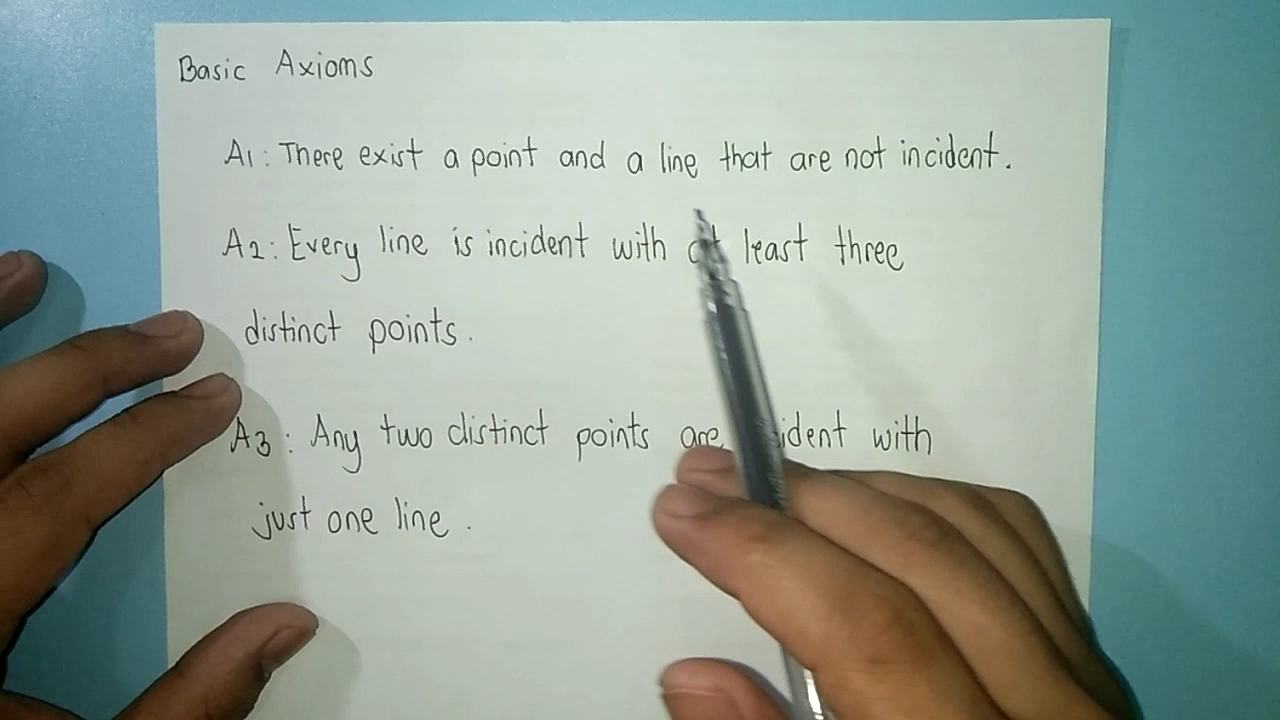 Basic Axioms
A1: There exist a point and a line that are not incident.
A2: Every line is incident with at least three
distinct points.
A3: Any two distinct points are with
just one line.